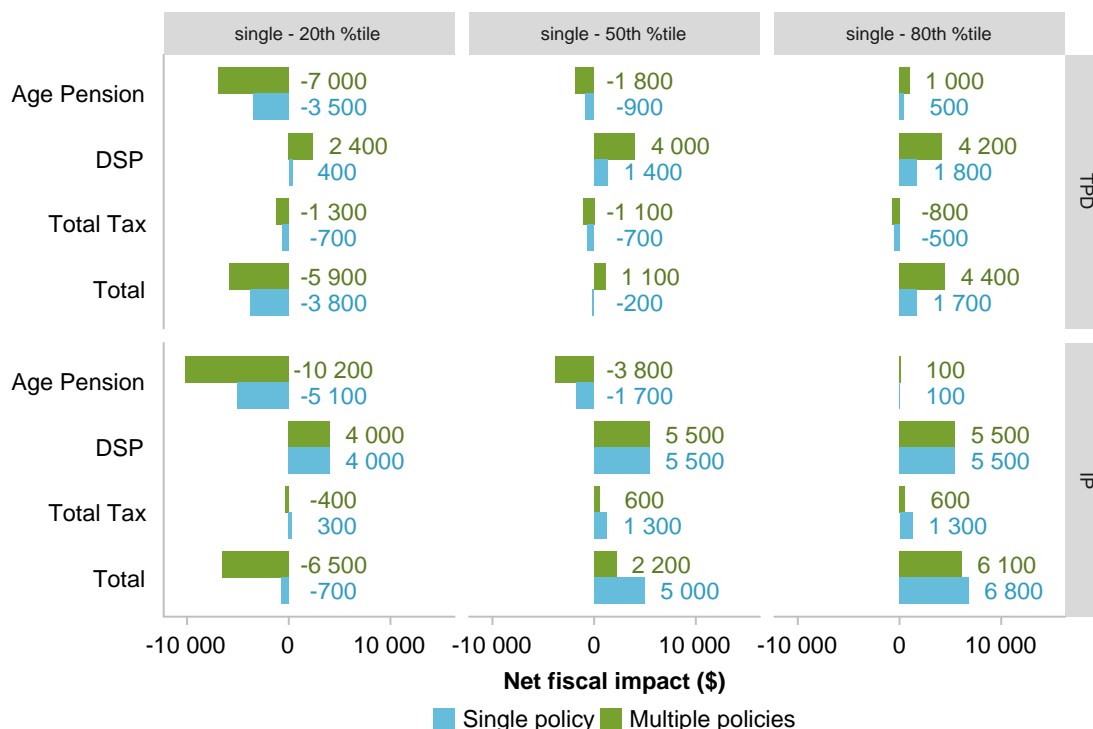 single - 20th %tile single - 50th %tile single - 80th %tile
TPD
Age Pension -7 000 -1 800 1 000
-3 500 -900 500
DSP 2 400 4 000 4 200
400 1 400 1 800
Total Tax -1 300 -1 100 -800
-700 -700 -500
Total -5 900 1 100 4 400
-3 800 -200 1 700
IP
Age Pension -10 200 -3 800 100
-5 100 -1 700 100
DSP 4 000 5 500 5 500
4 000 5 500 5 500
Total Tax -400 600 600
300 1 300 1 300
Total -6 500 2 200 6 100
-700 5 000 6 800
-10 000 0 10 000 -10 000 0 10 000 -10 000 0 10 000
Net fiscal impact ($)
Single policy Multiple policies